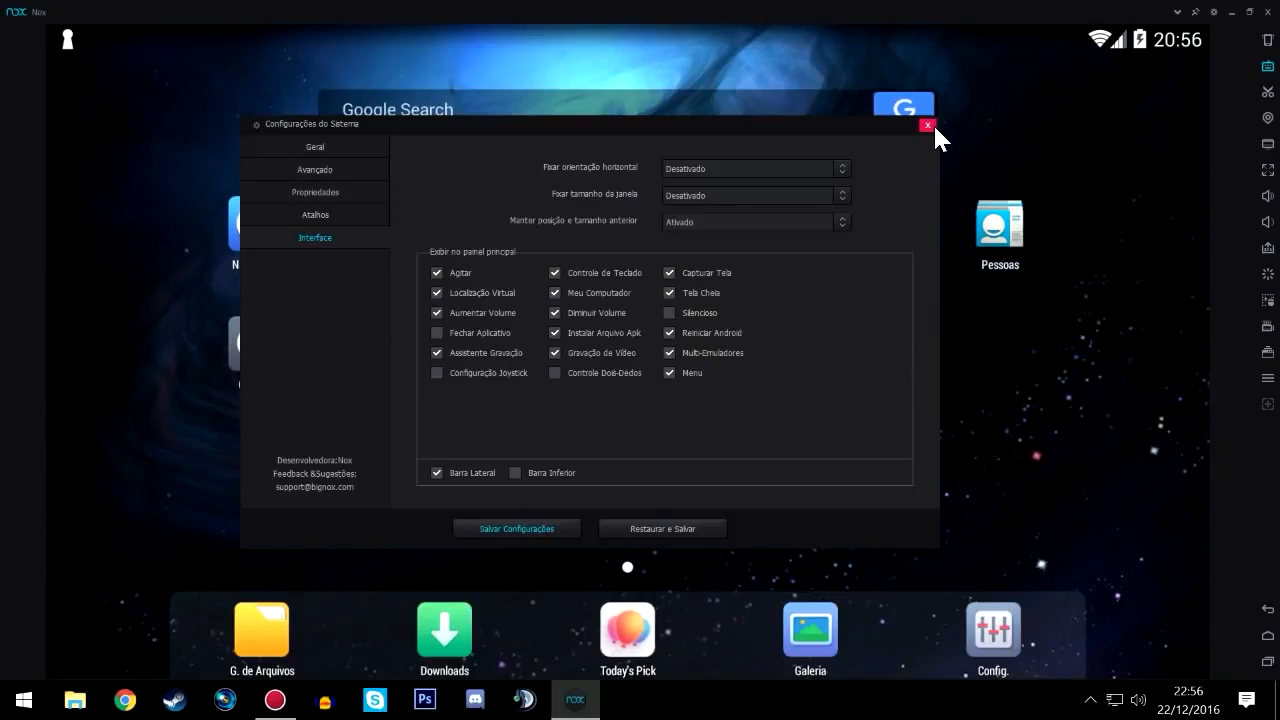 nox Nox
20:56
Google Search
G
Configurações do Sistema
Geral
Avançado
Propriedades
Atalhos
Interface
Fixar orientação horizontal Desativado
Fixar tamanho da janela Desativado
Manter posição e tamanho anterior Ativado
Exibir no painel principal
Agitar Controle de Teclado Capturar Tela
Localização Virtual Meu Computador Tela Cheia
Aumentar Volume Diminuir Volume Silencioso
Fechar Aplicativo Instalar Arquivo Apk Reiniciar Android
Assistente Gravação Gravação de Vídeo Multi-Emuladores
Configuração Joystick Controle Dois-Dedos Menu
Barra Lateral Barra Inferior
Desenvolvedora:Nox
Feedback &Sugestões:
support@bignox.com
Salvar Configurações Restaurar e Salvar
N
Pessoas
G. de Arquivos Downloads Today's Pick Galeria Config.
Ps
nox
22:56
22/12/2016